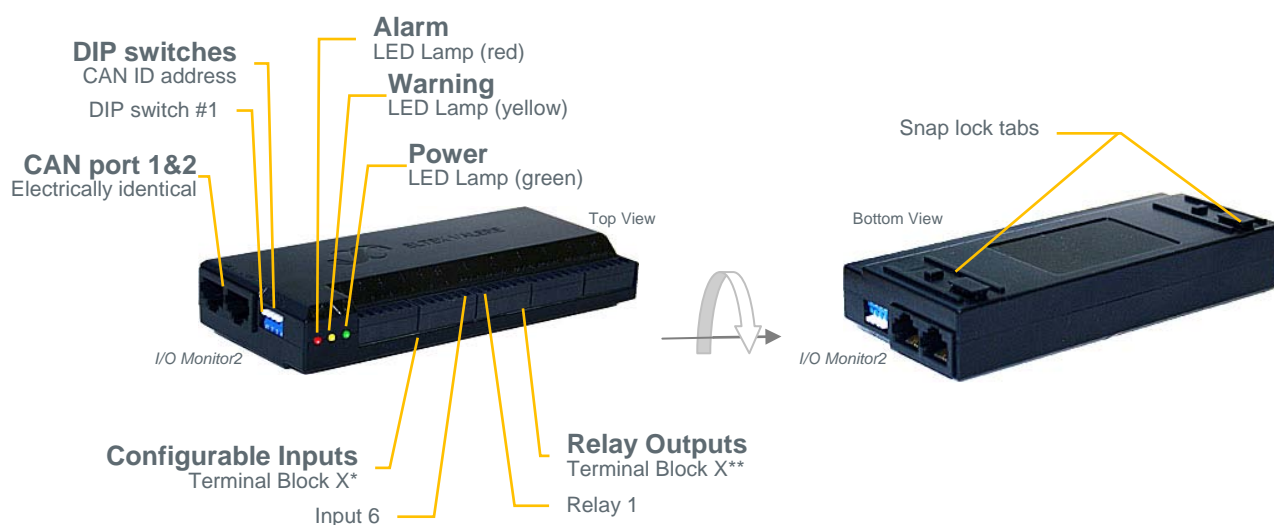 Alarm
LED Lamp (red)
DIP switches
CAN ID address
Warning
LED Lamp (yellow)
DIP switch #1
Snap lock tabs
Power
LED Lamp (green)
CAN port 1&2
Electrically identical
Top View
Bottom View
ELTEK VALERE
I/O Monitor2
I/O Monitor2
Configurable Inputs
Terminal Block X*
Input 6
Relay Outputs
Terminal Block X**
Relay 1